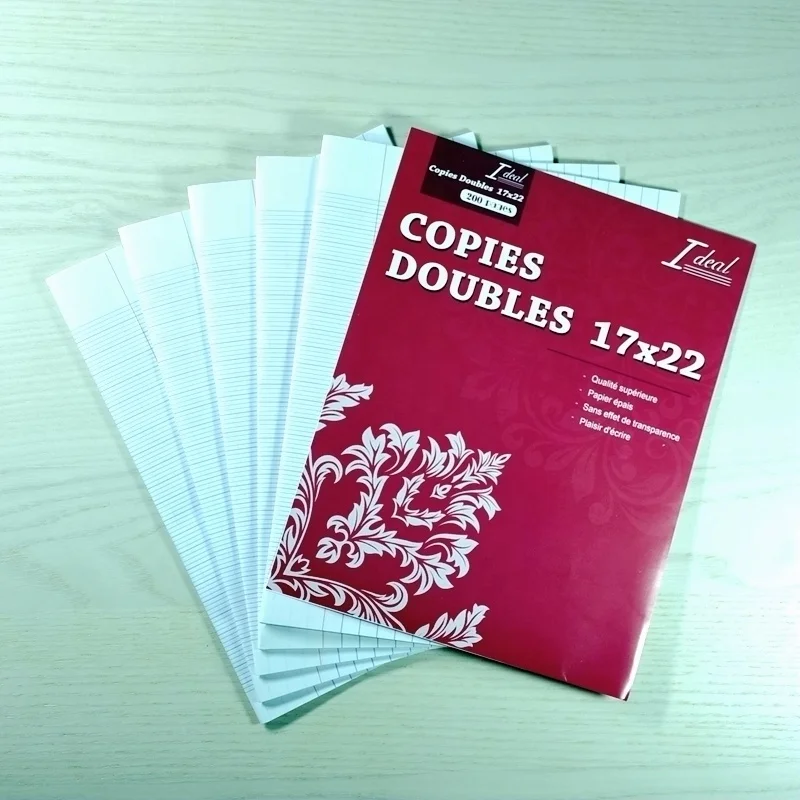 Ideal
Copies Doubles 17x22
200 PAGES
Ideal
COPIES
DOUBLES 17x22
- Qualité supérieure
- Papier épais
- Sans effet de transparence
- Plaisir d'écrire